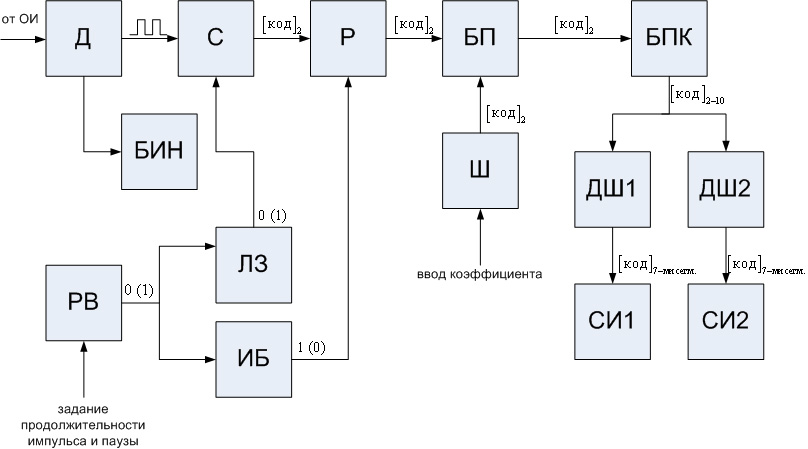 от ОИ
Д
С
[код]2
Р
[код]2
БП
[код]2
БПК
[код]2–10
БИН
[код]2
Ш
ДШ1
ДШ2
0 (1)
ЛЗ
ввод коэффициента
[код]7–ми сегм.
[код]7–ми сегм.
РВ
0 (1)
ИБ
1 (0)
СИ1
СИ2
задание
продолжительности
импульса и паузы